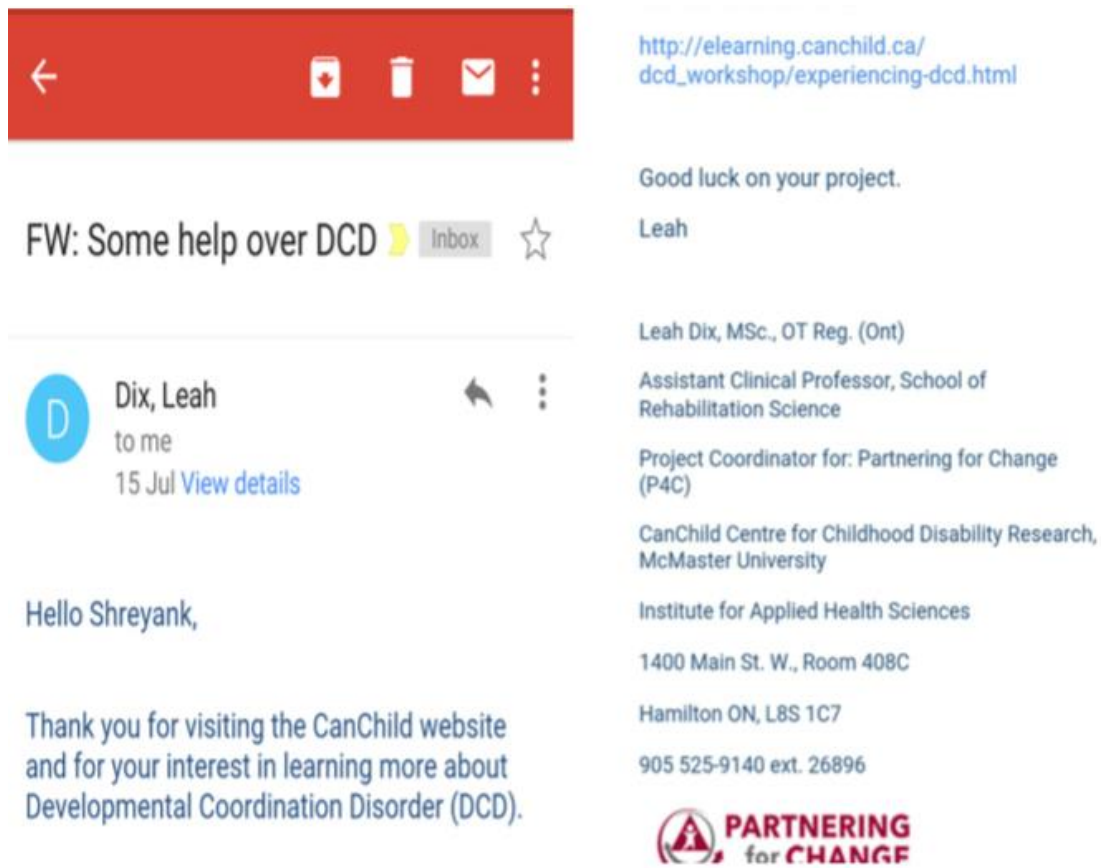 FW: Some help over DCD Inbox
D
Dix, Leah
to me
15 Jul View details
Hello Shreyank,
Thank you for visiting the CanChild website
and for your interest in learning more about
Developmental Coordination Disorder (DCD).
http://elearning.canchild.ca/
dcd_workshop/experiencing-dcd.html
Good luck on your project.
Leah
Leah Dix, MSc., OT Reg. (Ont)
Assistant Clinical Professor, School of
Rehabilitation Science
Project Coordinator for: Partnering for Change
(P4C)
CanChild Centre for Childhood Disability Research,
McMaster University
Institute for Applied Health Sciences
1400 Main St. W., Room 408C
Hamilton ON, L8S 1C7
905 525-9140 ext. 26896
PARTNERING
for CHANGE